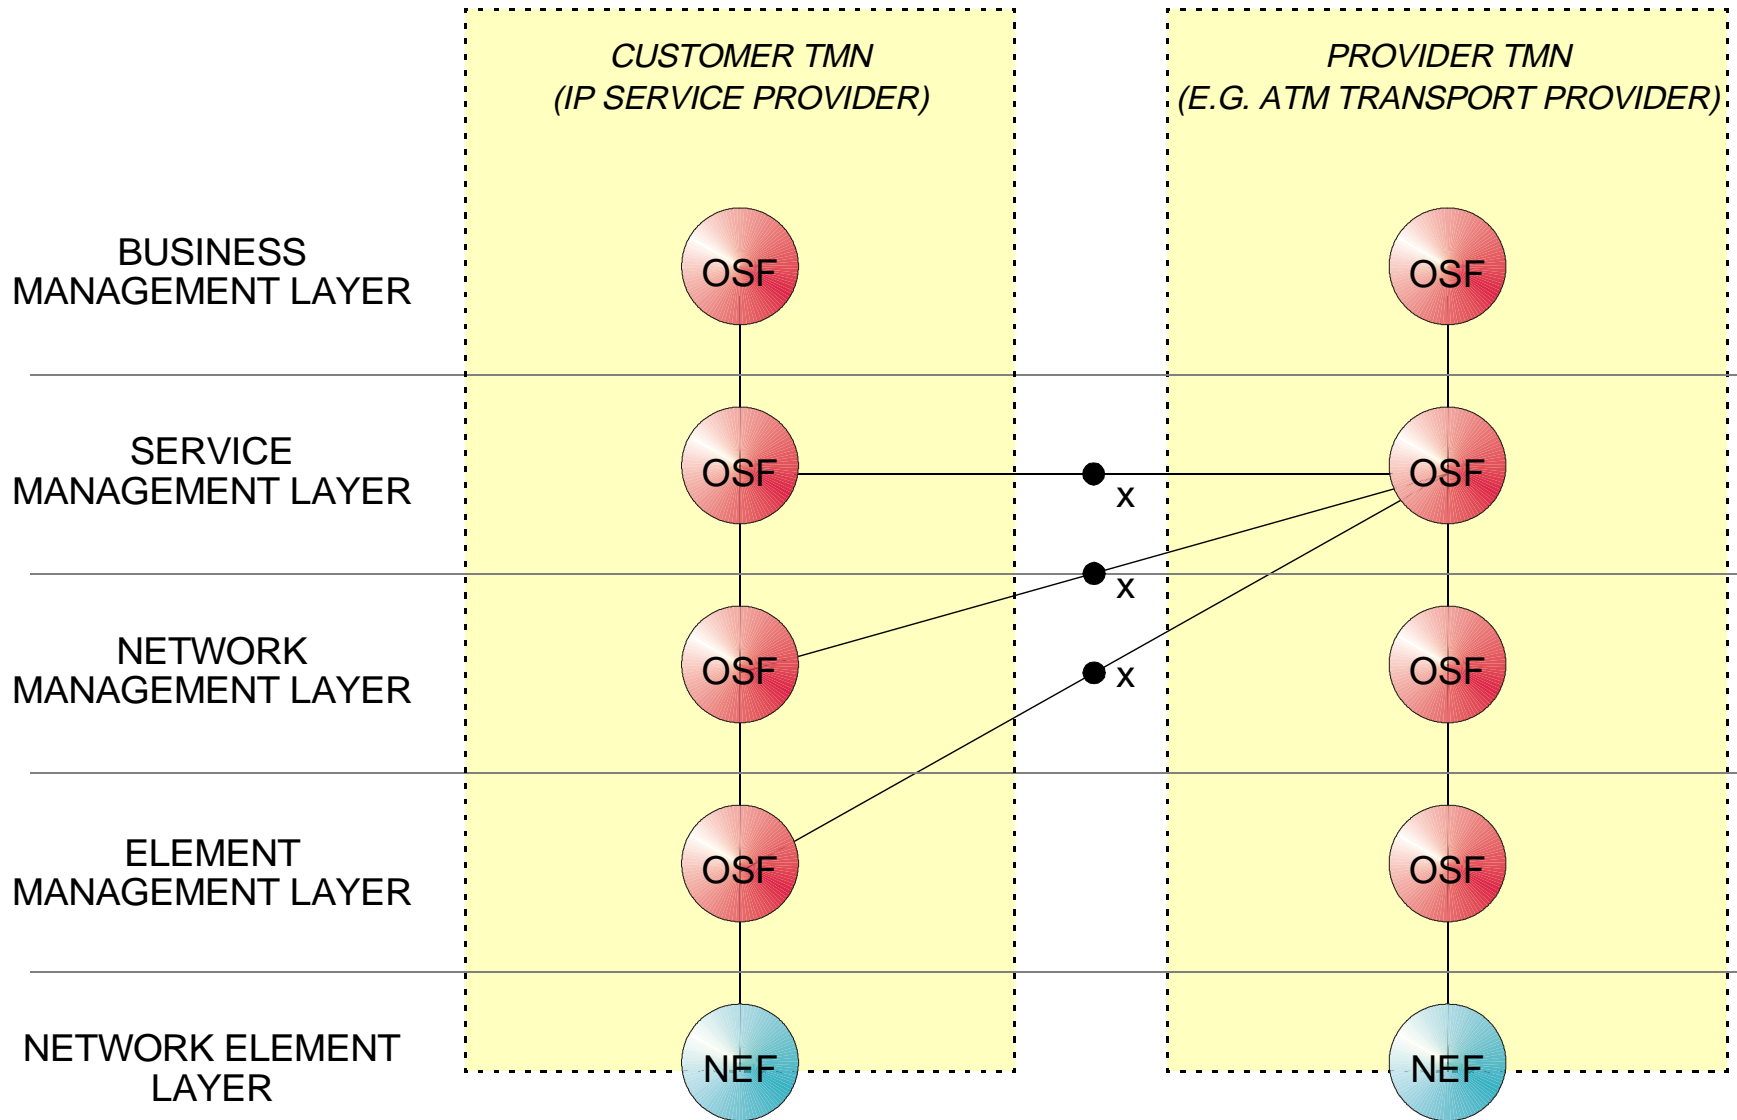 CUSTOMER TMN
(IP SERVICE PROVIDER)
PROVIDER TMN
(E.G. ATM TRANSPORT PROVIDER)
BUSINESS
MANAGEMENT LAYER
OSF
OSF
SERVICE
MANAGEMENT LAYER
OSF
x
OSF
x
NETWORK
MANAGEMENT LAYER
OSF
x
OSF
ELEMENT
MANAGEMENT LAYER
OSF
OSF
NETWORK ELEMENT
LAYER
NEF
NEF